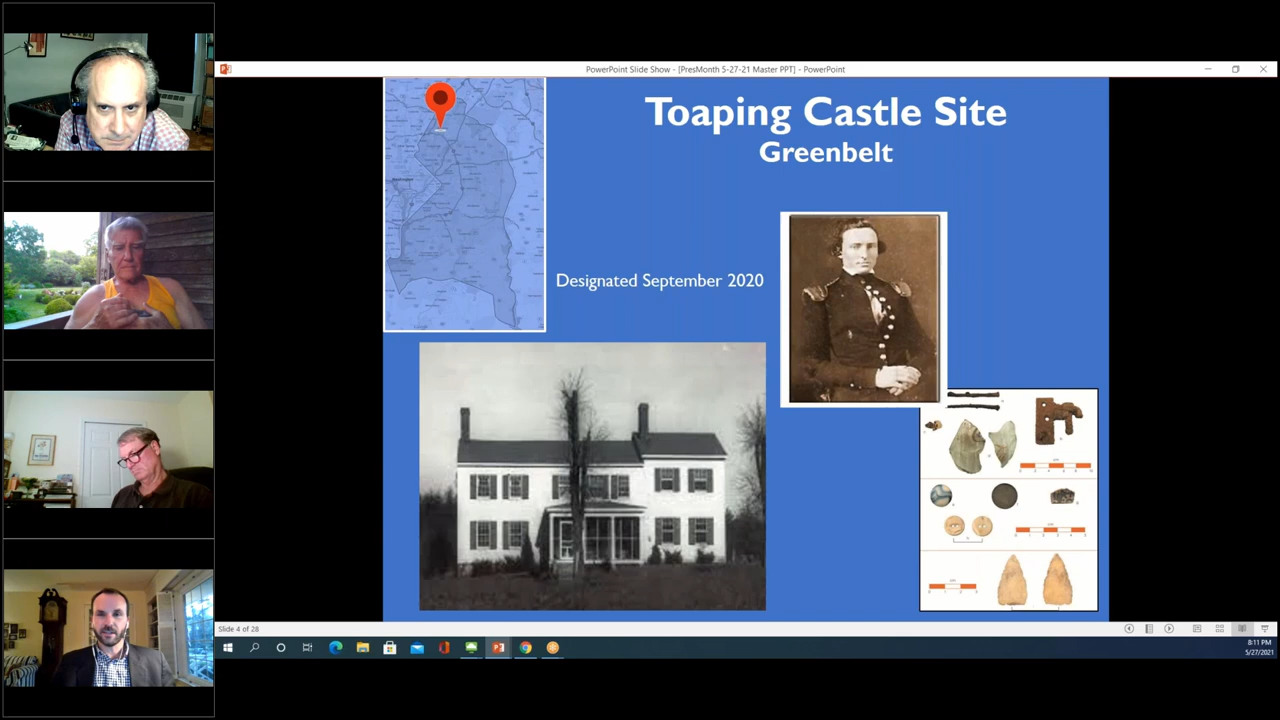 PowerPoint Slide Show - [PresMonth 5-27-21 Master PPT] - PowerPoint
Toaping Castle Site
Greenbelt
Designated September 2020
Slide 4 of 28
8:11 PM
5/27/2021